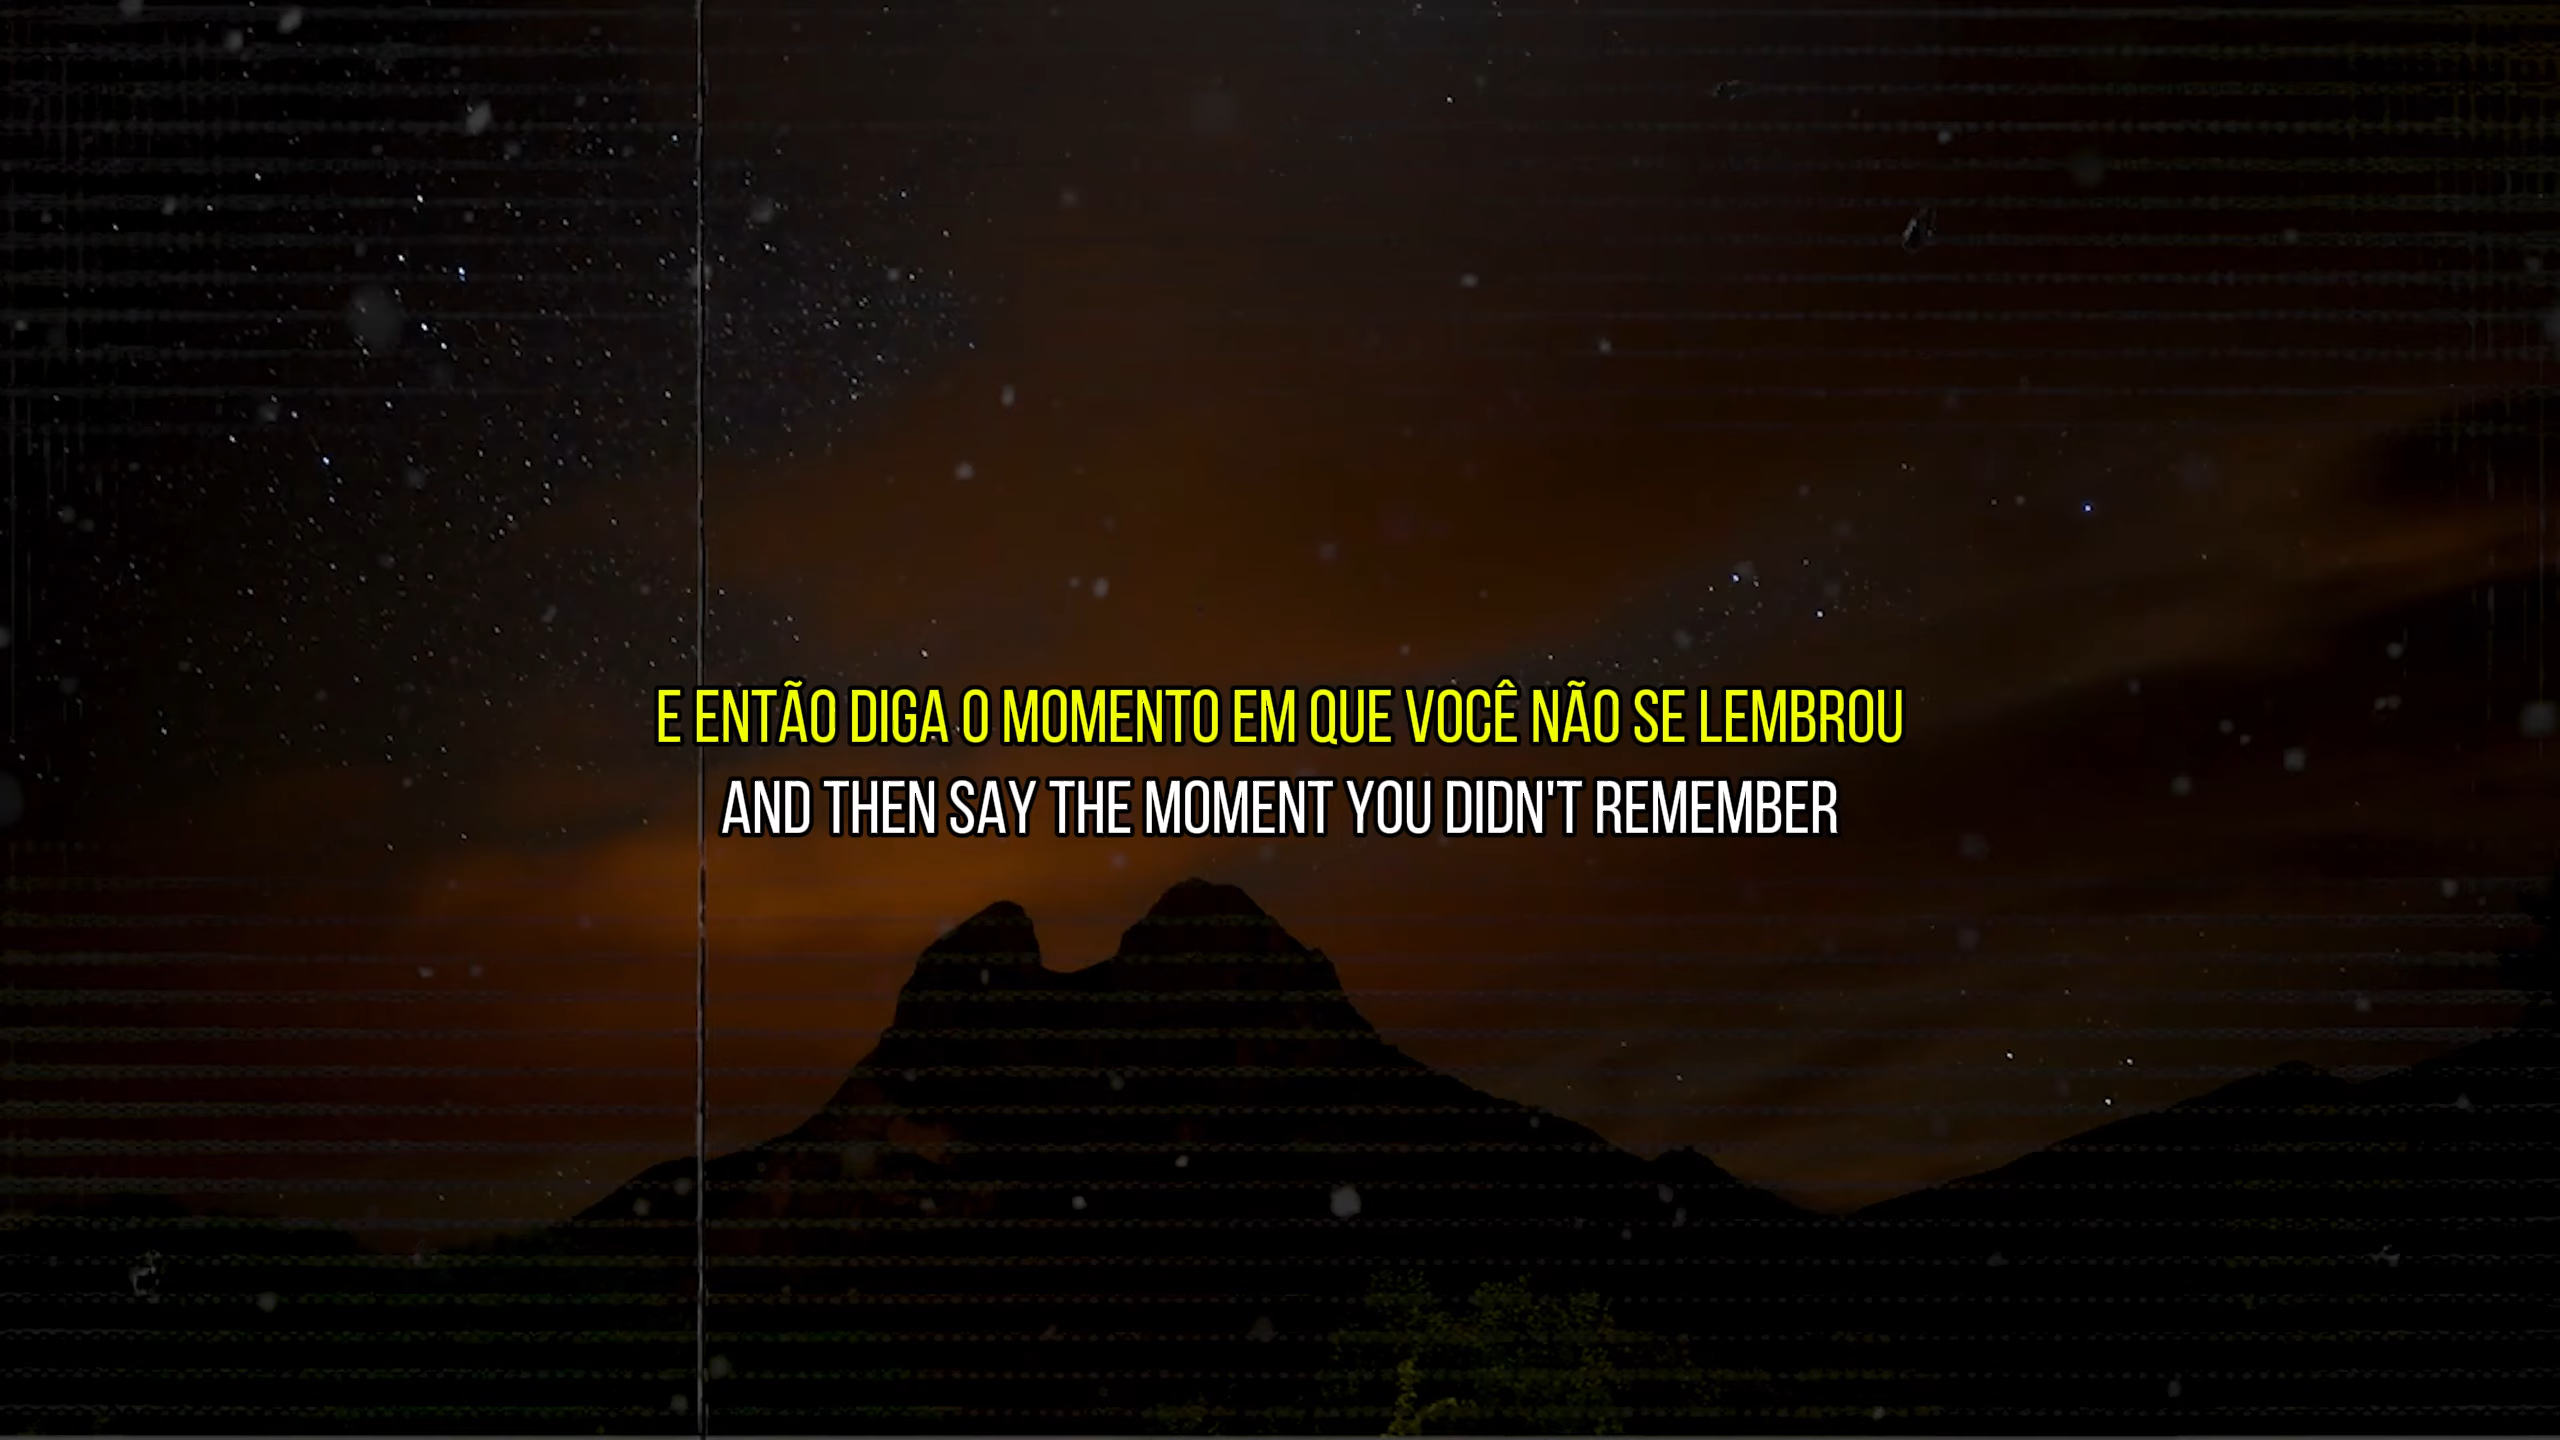 E ENTÃO DIGA O MOMENTO EM QUE VOCÊ NÃO SE LEMBROU
AND THEN SAY THE MOMENT YOU DIDN'T REMEMBER